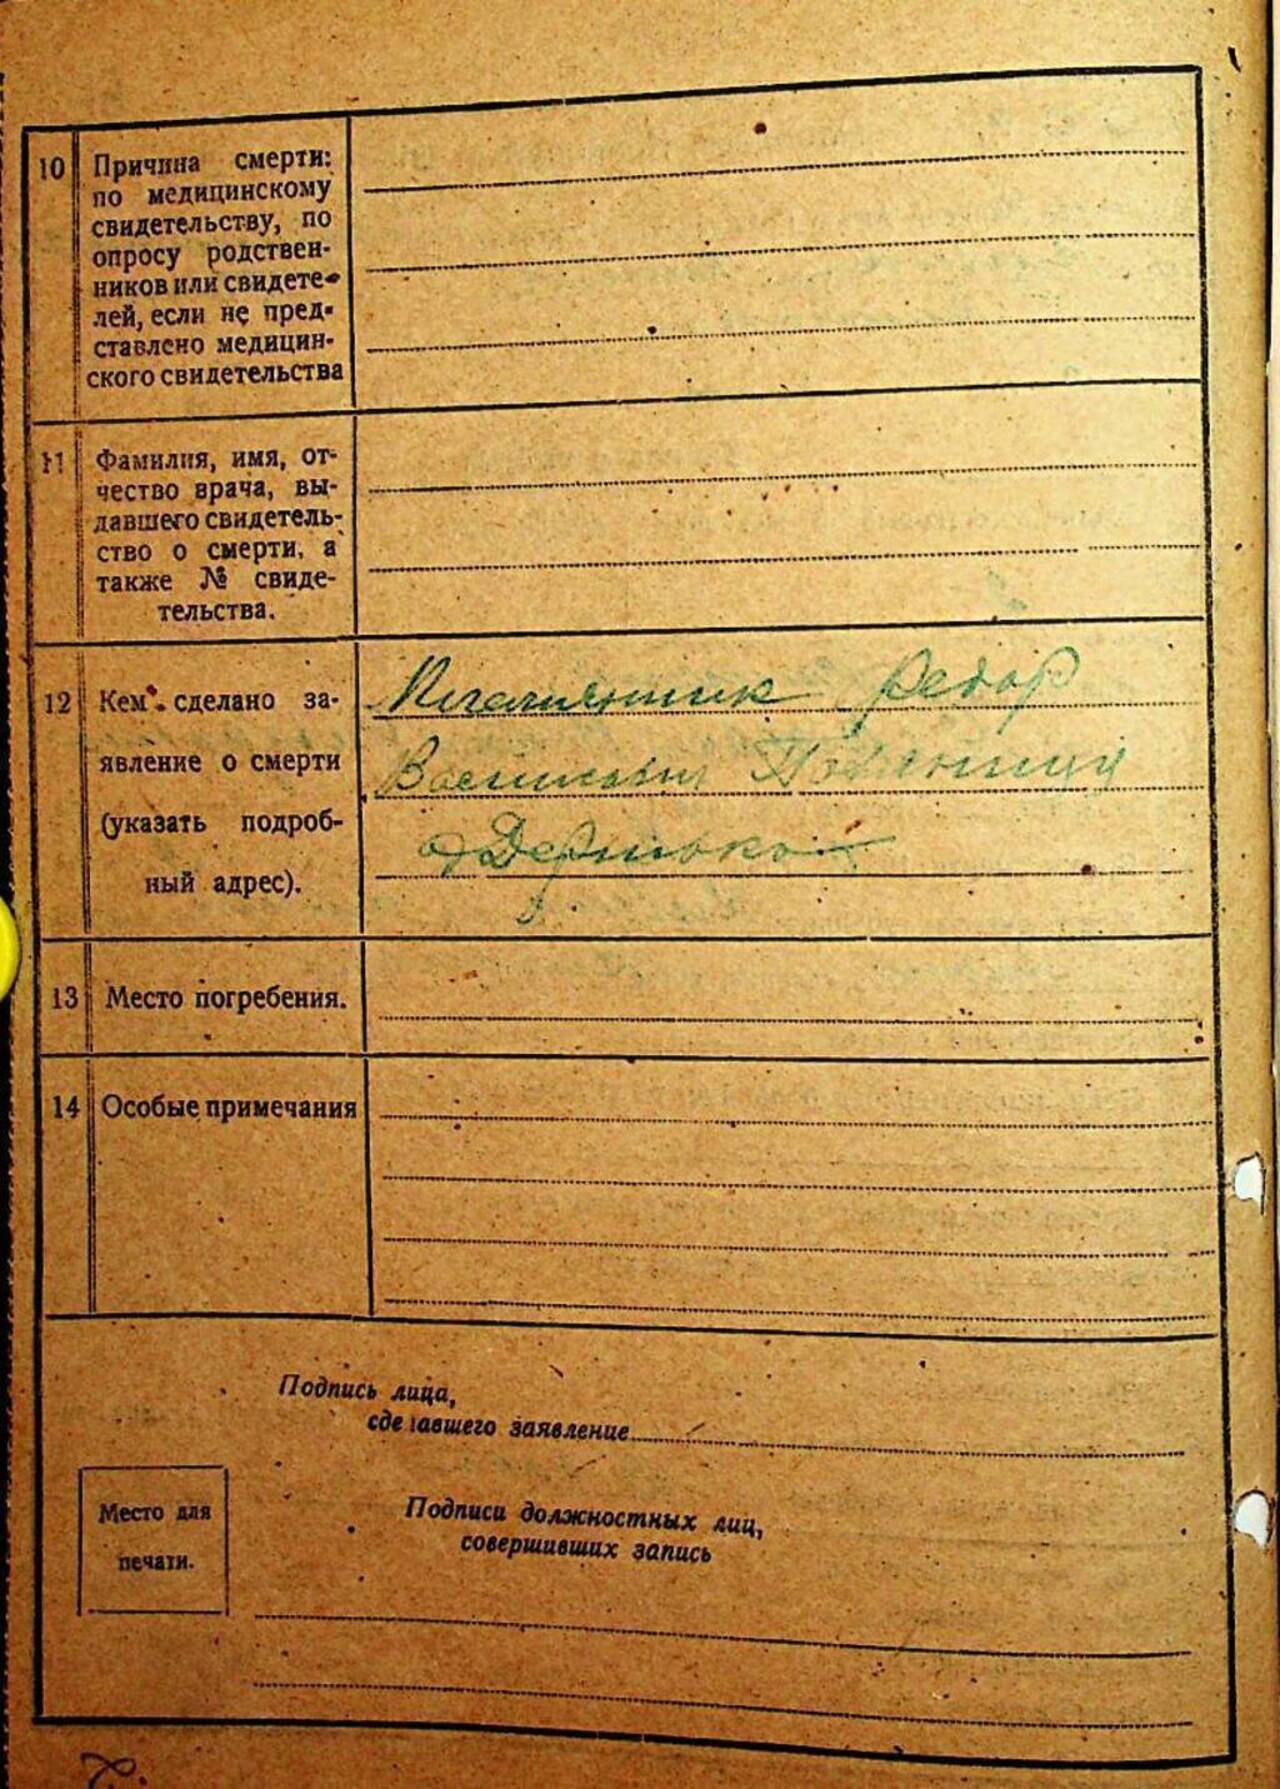 10 Причина смерти:
по медицинскому
свидетельству, по
опросу родствен-
ников или свидете-
лей, если не пред-
ставлено медицин-
ского свидетельства
11 Фамилия, имя, от-
чество врача, вы-
давшего свидетель-
ство о смерти, а
также № свиде-
тельства.
12 Кем сделано за-
явление о смерти
(указать подроб-
ный адрес).
Федор
13 Место погребения.
14 Особые примечания
Подпись лица,
сделавшего заявление
Место для
печати.
Подписи должностных лиц,
совершивших запись